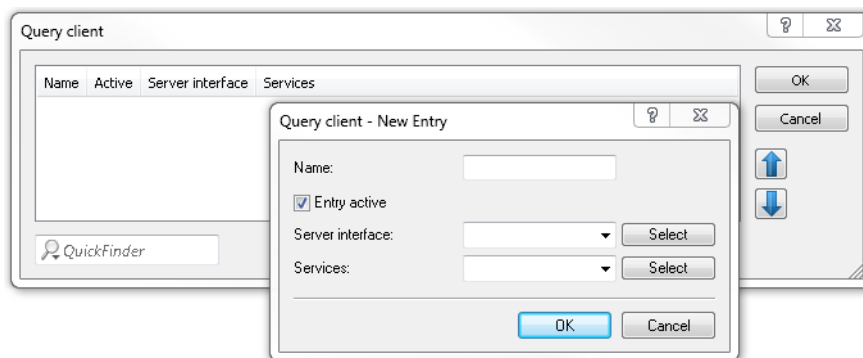 Query client
Name Active Server interface Services
OK
Cancel
QuickFinder
Query client - New Entry
Name:
Entry active
Server interface: Select
Services: Select
OK Cancel